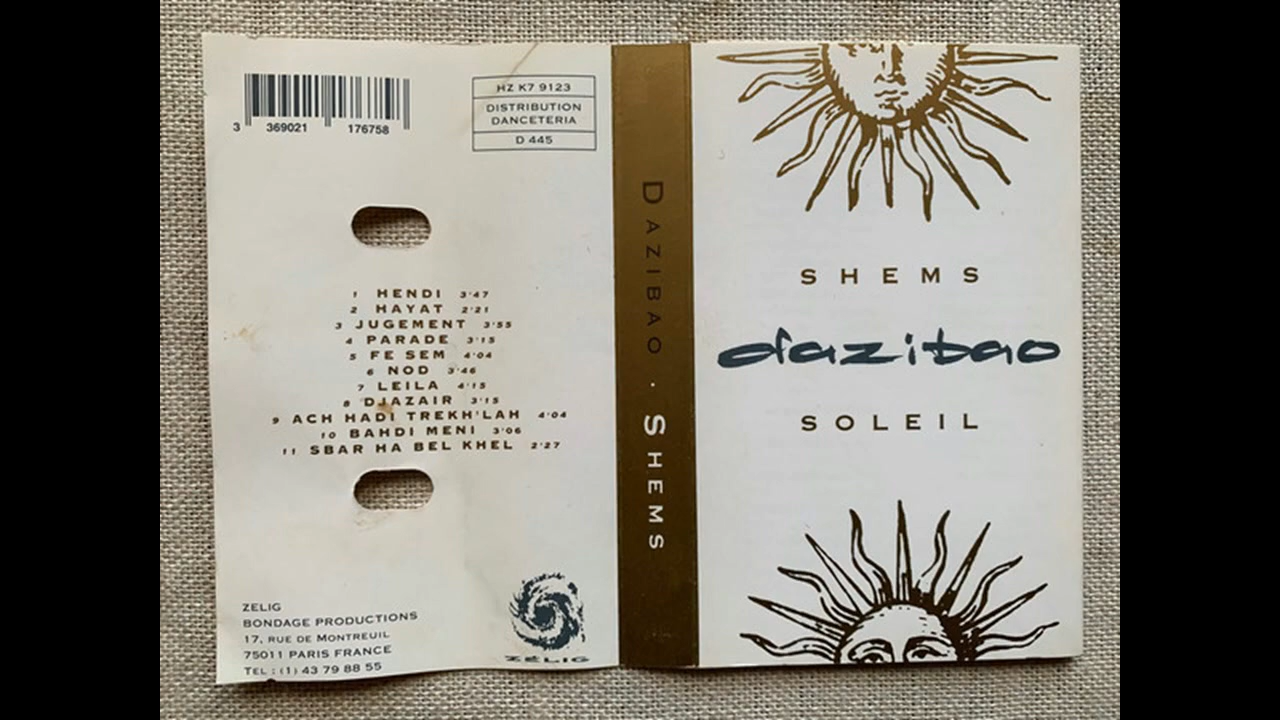 3 369021 176758
HZ K7 9123
DISTRIBUTION
DANCETERIA
D 445
1 HENDI 3'47
2 HAYAT 2'21
3 JUGEMENT 3'55
4 PARADE 3'15
5 FE SEM 4'04
6 NOD 3'46
7 LEILA 4'15
8 DJAZAIR 3'15
9 ACH HADI TREKH'LAH 4'04
10 BAHDI MENI 3'06
11 SBAR HA BEL KHEL 2'27
ZELIG
BONDAGE PRODUCTIONS
17, RUE DE MONTREUIL
75011 PARIS FRANCE
TEL : (1) 43 79 88 55
ZÉLIG
DAZIBAO · SHEMS
SHEMS
dazibao
SOLEIL